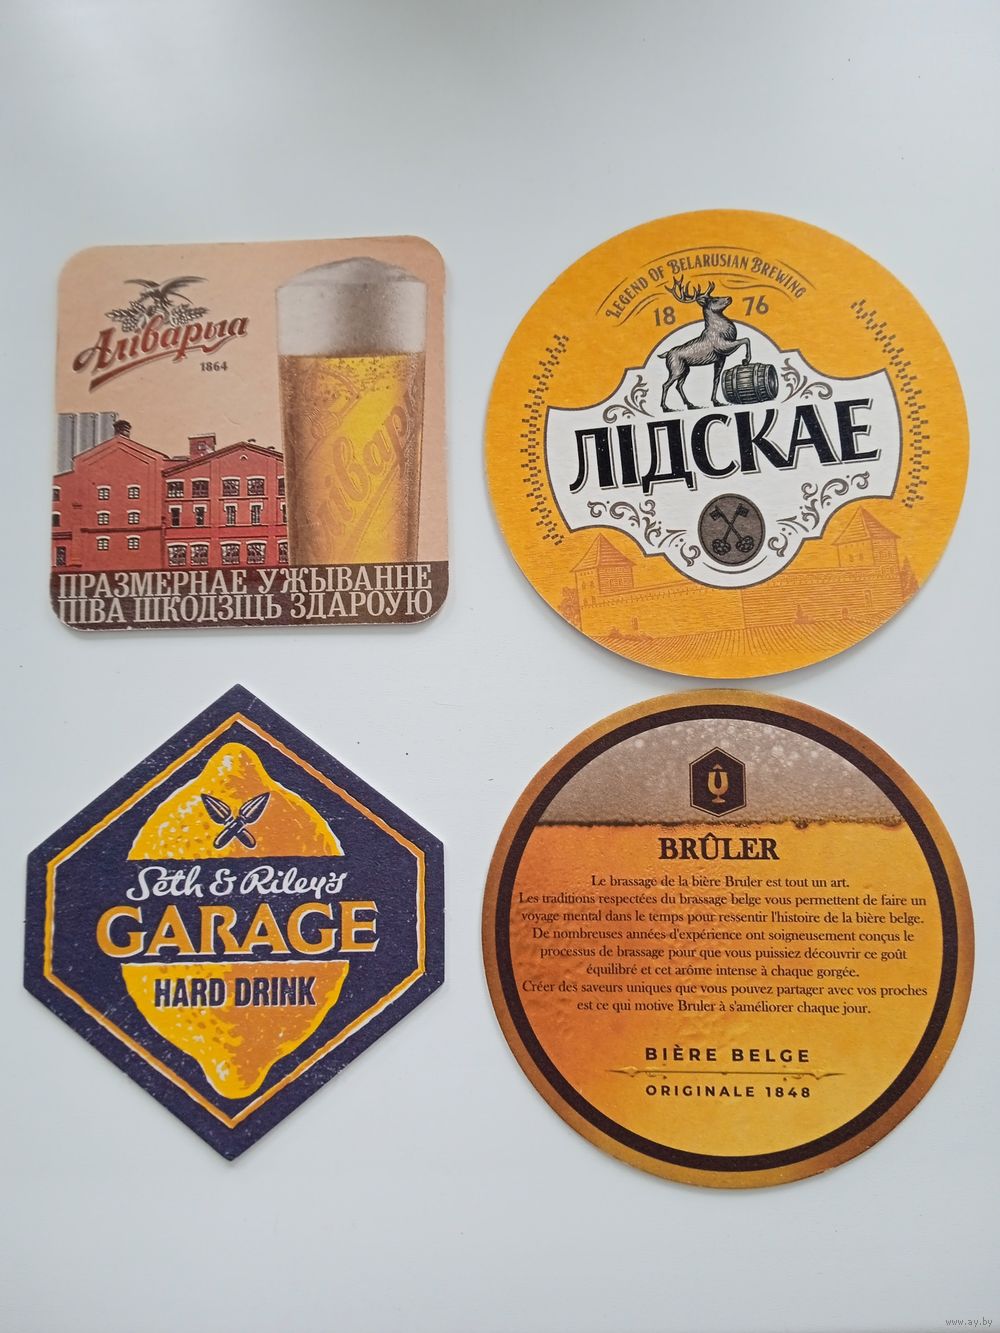 Аліварыя
1864
ПРАЗМЕРНАЕ УЖЫВАННЕ
ПІВА ШКОДЗІЦЬ ЗДАРОУЮ
LEGEND OF BELARUSIAN BREWING
18 76
ЛІДСКАЕ
Seth & Riley's
GARAGE
HARD DRINK
BRÛLER
Le brassage de la bière Bruler est tout un art.
Les traditions respectées du brassage belge vous permettent de faire un
voyage mental dans le temps pour ressentir l'histoire de la bière belge.
De nombreuses années d'expérience ont soigneusement conçus le
processus de brassage pour que vous puissiez découvrir ce goût
équilibré et cet arôme intense à chaque gorgée.
Créer des saveurs uniques que vous pouvez partager avec vos proches
est ce qui motive Bruler à s'améliorer chaque jour.
BIÈRE BELGE
ORIGINALE 1848
www.ay.by